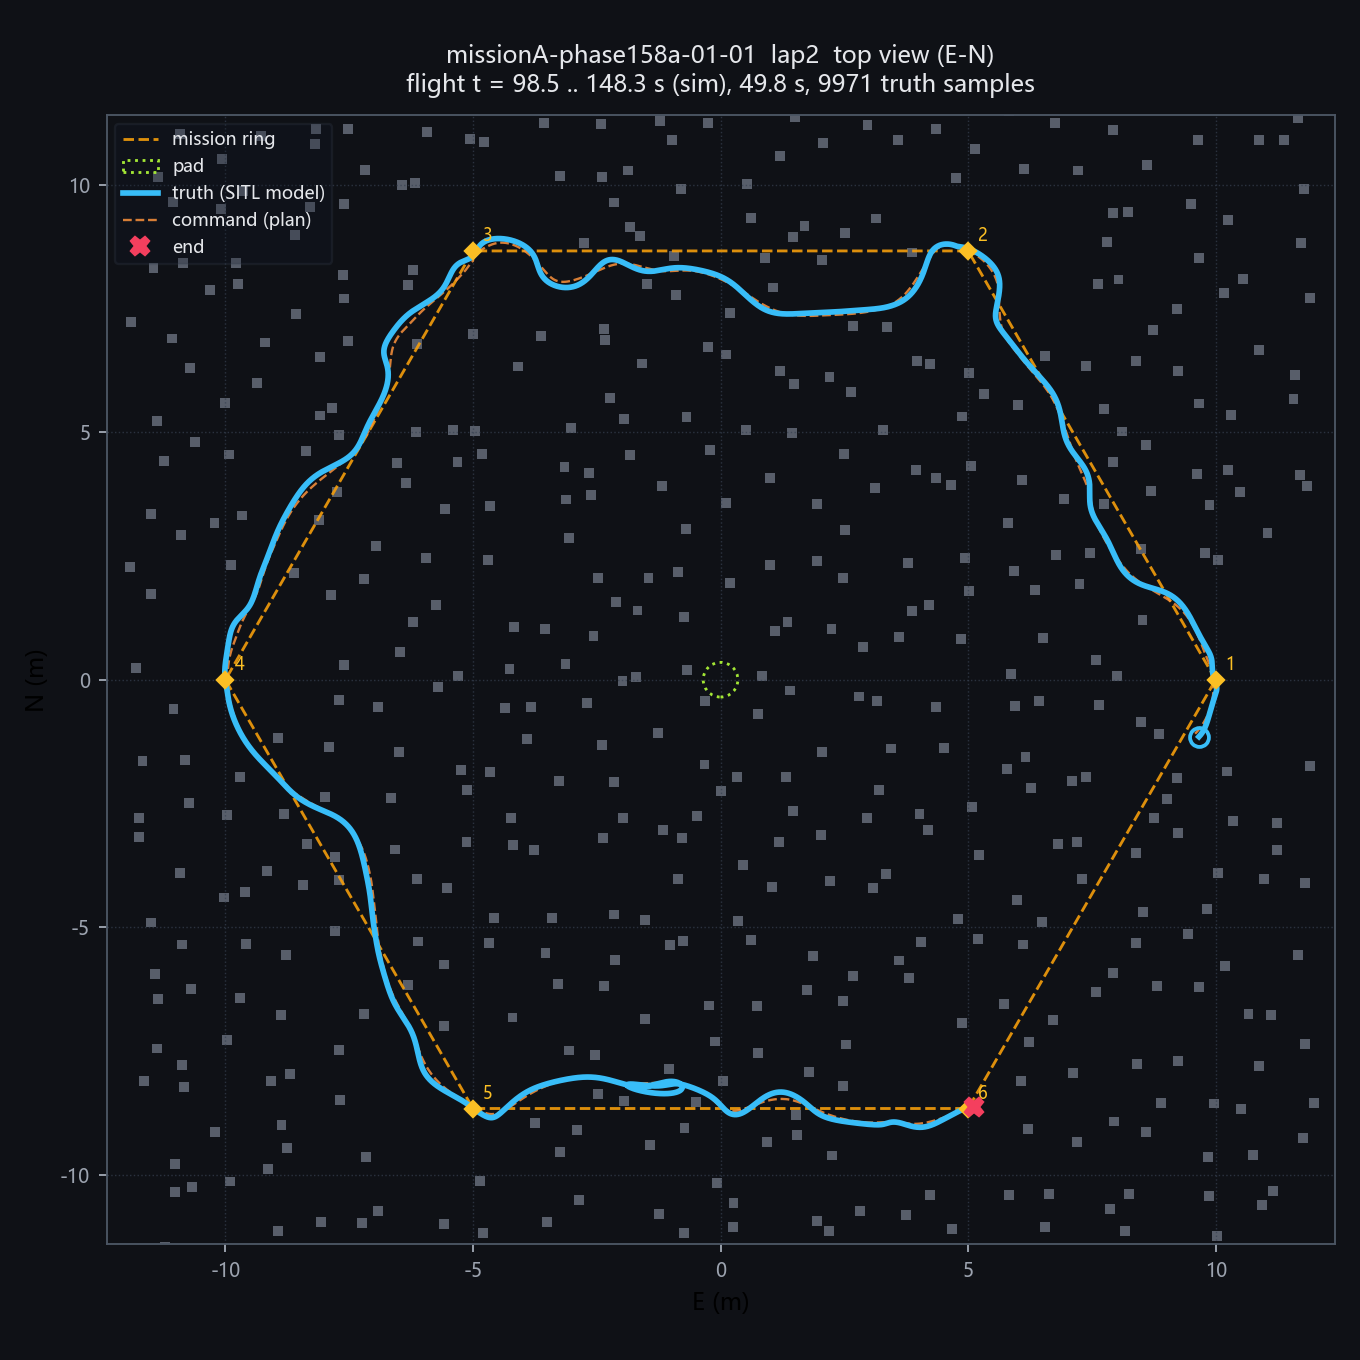 missionA-phase158a-01-01 lap2 top view (E-N)
flight t = 98.5 .. 148.3 s (sim), 49.8 s, 9971 truth samples
mission ring
pad
truth (SITL model)
command (plan)
end
10
5
0
-5
-10
N (m)
3
2
4
1
5
6
-10
-5
0
5
10
E (m)